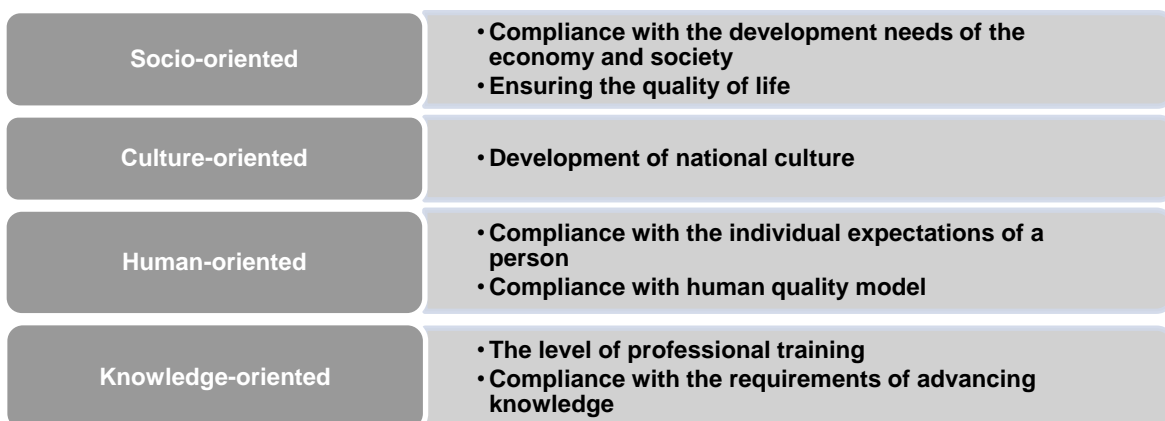 Socio-oriented
• Compliance with the development needs of the
economy and society
• Ensuring the quality of life
Culture-oriented
• Development of national culture
Human-oriented
• Compliance with the individual expectations of a
person
• Compliance with human quality model
Knowledge-oriented
• The level of professional training
• Compliance with the requirements of advancing
knowledge